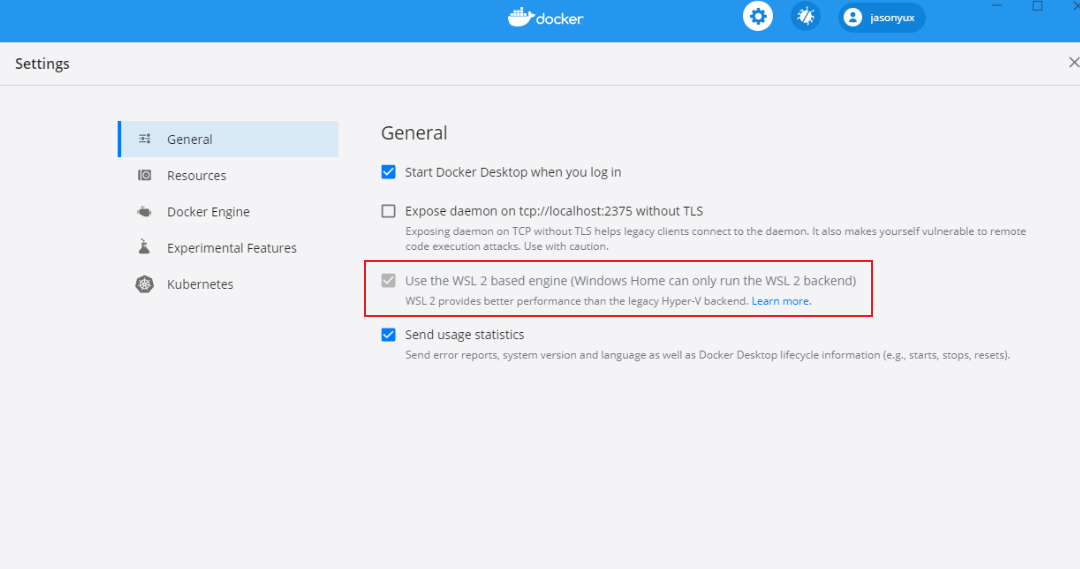 docker
jasonyux
Settings
General
Resources
Docker Engine
Experimental Features
Kubernetes
General
Start Docker Desktop when you log in
Expose daemon on tcp://localhost:2375 without TLS
Exposing daemon on TCP without TLS helps legacy clients connect to the daemon. It also makes yourself vulnerable to remote
code execution attacks. Use with caution.
Use the WSL 2 based engine (Windows Home can only run the WSL 2 backend)
WSL 2 provides better performance than the legacy Hyper-V backend. Learn more.
Send usage statistics
Send error reports, system version and language as well as Docker Desktop lifecycle information (e.g., starts, stops, resets).